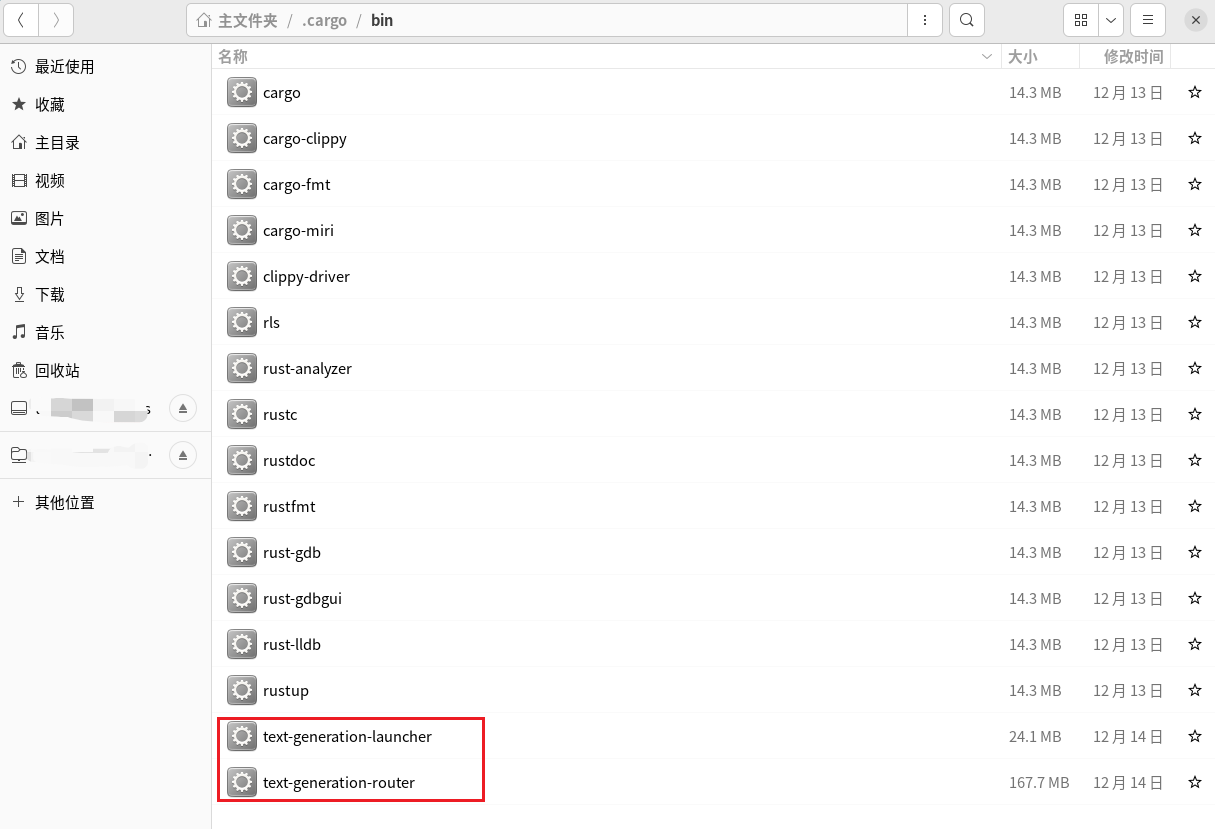 主文件夹 / .cargo / bin
最近使用
收藏
主目录
视频
图片
文档
下载
音乐
回收站
s
其他位置
名称 大小 修改时间
cargo 14.3 MB 12 月 13 日
cargo-clippy 14.3 MB 12 月 13 日
cargo-fmt 14.3 MB 12 月 13 日
cargo-miri 14.3 MB 12 月 13 日
clippy-driver 14.3 MB 12 月 13 日
rls 14.3 MB 12 月 13 日
rust-analyzer 14.3 MB 12 月 13 日
rustc 14.3 MB 12 月 13 日
rustdoc 14.3 MB 12 月 13 日
rustfmt 14.3 MB 12 月 13 日
rust-gdb 14.3 MB 12 月 13 日
rust-gdbgui 14.3 MB 12 月 13 日
rust-lldb 14.3 MB 12 月 13 日
rustup 14.3 MB 12 月 13 日
text-generation-launcher 24.1 MB 12 月 14 日
text-generation-router 167.7 MB 12 月 14 日